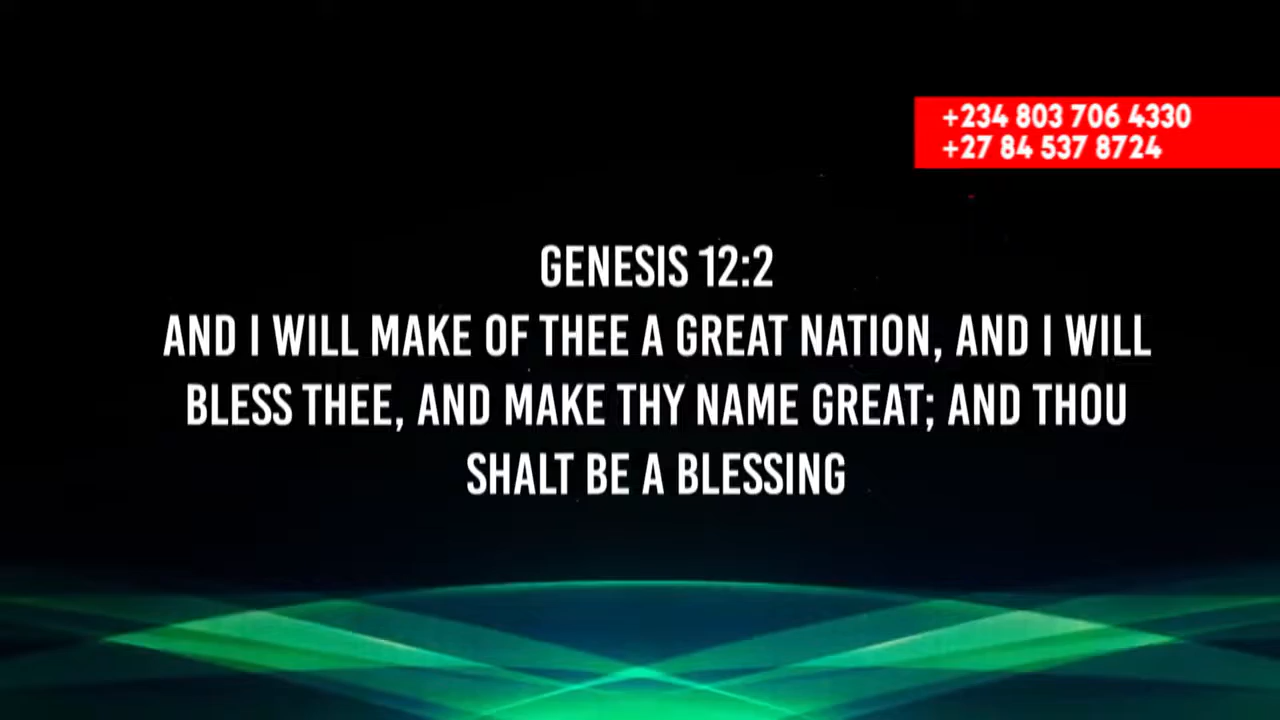 +234 803 706 4330
+27 84 537 8724
GENESIS 12:2
AND I WILL MAKE OF THEE A GREAT NATION, AND I WILL
BLESS THEE, AND MAKE THY NAME GREAT; AND THOU
SHALT BE A BLESSING